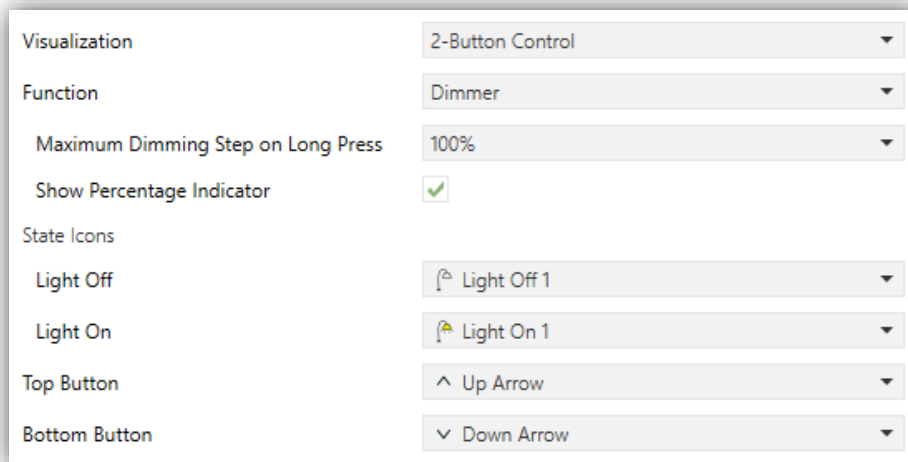 Visualization 2-Button Control
Function Dimmer
Maximum Dimming Step on Long Press 100%
Show Percentage Indicator
State Icons
Light Off Light Off 1
Light On Light On 1
Top Button Up Arrow
Bottom Button Down Arrow